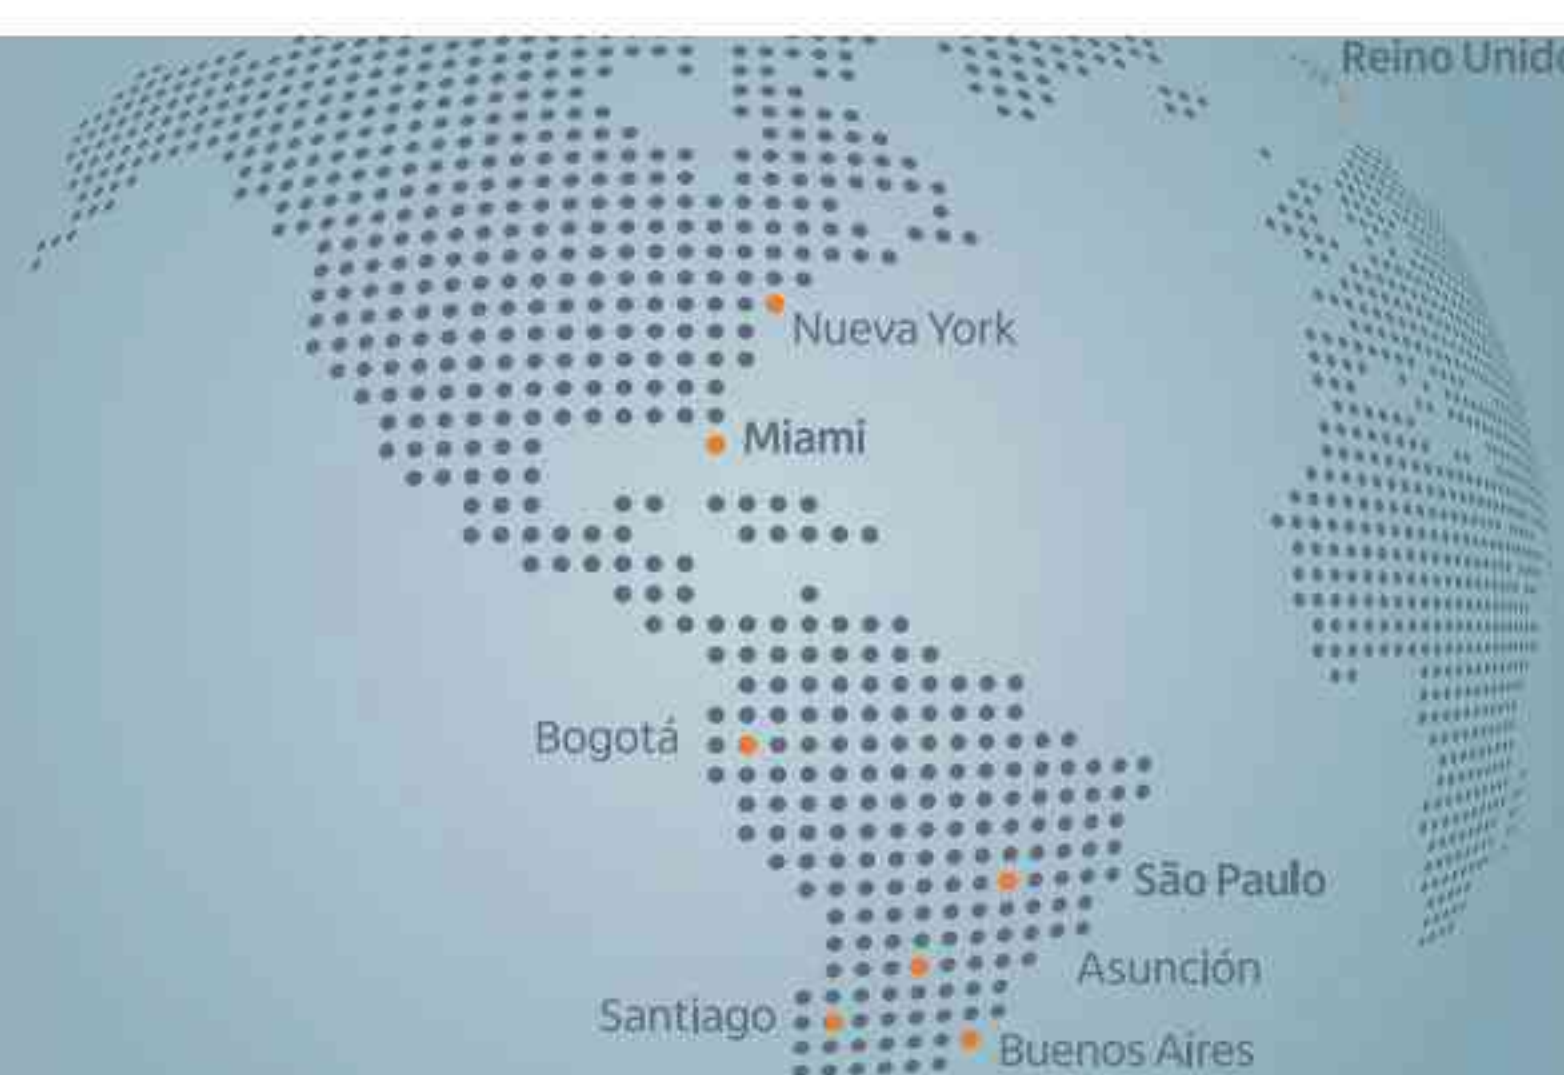 Reino Unido
Nueva York
Miami
Bogotá
São Paulo
Asunción
Santiago
Buenos Aires